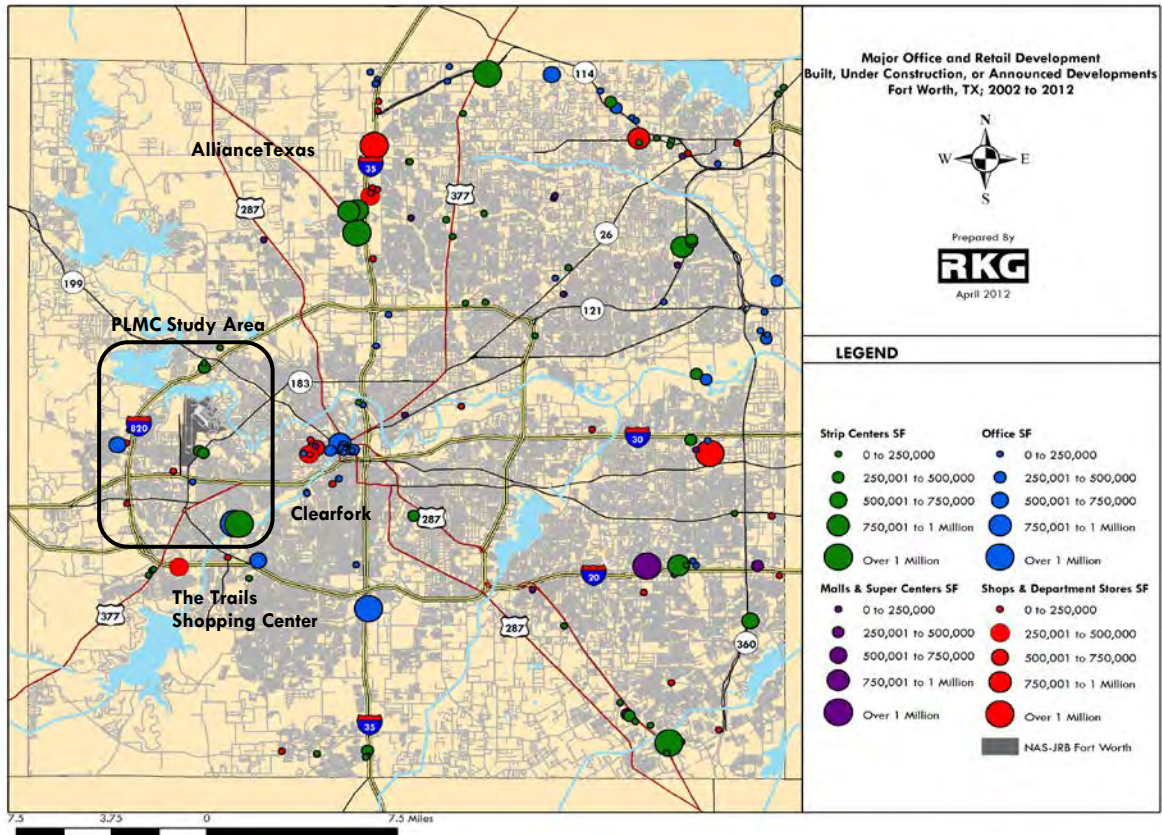 114
AllianceTexas
35
377
287
26
199
121
PLMC Study Area
183
820
30
Clearfork
287
20
The Trails
Shopping Center
377
287
360
35
7.5 3.75 0 7.5 Miles
Major Office and Retail Development
Built, Under Construction, or Announced Developments
Fort Worth, TX; 2002 to 2012
N
W E
S
Prepared By
RKG
April 2012
LEGEND
Strip Centers SF
0 to 250,000
250,001 to 500,000
500,001 to 750,000
750,001 to 1 Million
Over 1 Million
Office SF
0 to 250,000
250,001 to 500,000
500,001 to 750,000
750,001 to 1 Million
Over 1 Million
Malls & Super Centers SF
0 to 250,000
250,001 to 500,000
500,001 to 750,000
750,001 to 1 Million
Over 1 Million
Shops & Department Stores SF
0 to 250,000
250,001 to 500,000
500,001 to 750,000
750,001 to 1 Million
Over 1 Million
NAS-JRB Fort Worth